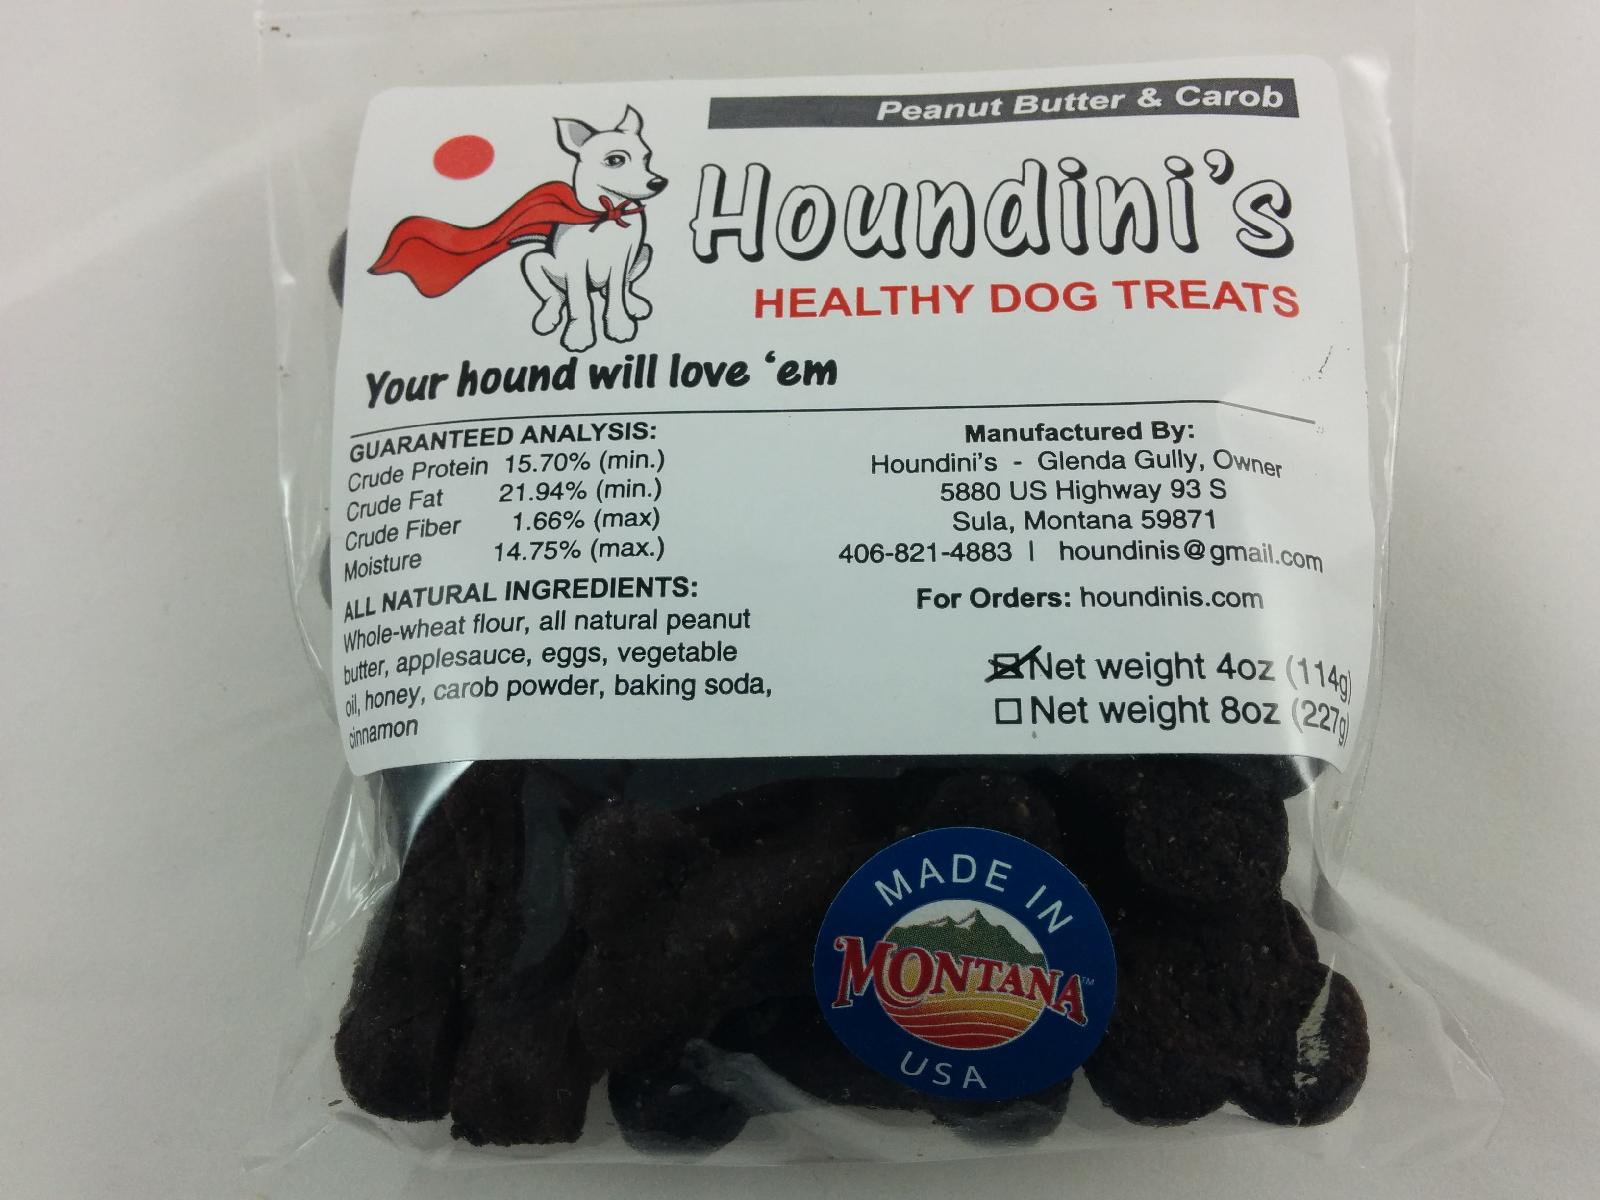 Peanut Butter & Carob
Houndini's
HEALTHY DOG TREATS
Your hound will love 'em
GUARANTEED ANALYSIS:
Crude Protein 15.70% (min.)
Crude Fat 21.94% (min.)
Crude Fiber 1.66% (max)
Moisture 14.75% (max.)
ALL NATURAL INGREDIENTS:
Whole-wheat flour, all natural peanut
butter, applesauce, eggs, vegetable
oil, honey, carob powder, baking soda,
cinnamon
Manufactured By:
Houndini's - Glenda Gully, Owner
5880 US Highway 93 S
Sula, Montana 59871
406-821-4883 | houndinis@gmail.com
For Orders: houndinis.com
Net weight 4oz (114g)
Net weight 8oz (227g)
MADE IN
MONTANA™
USA